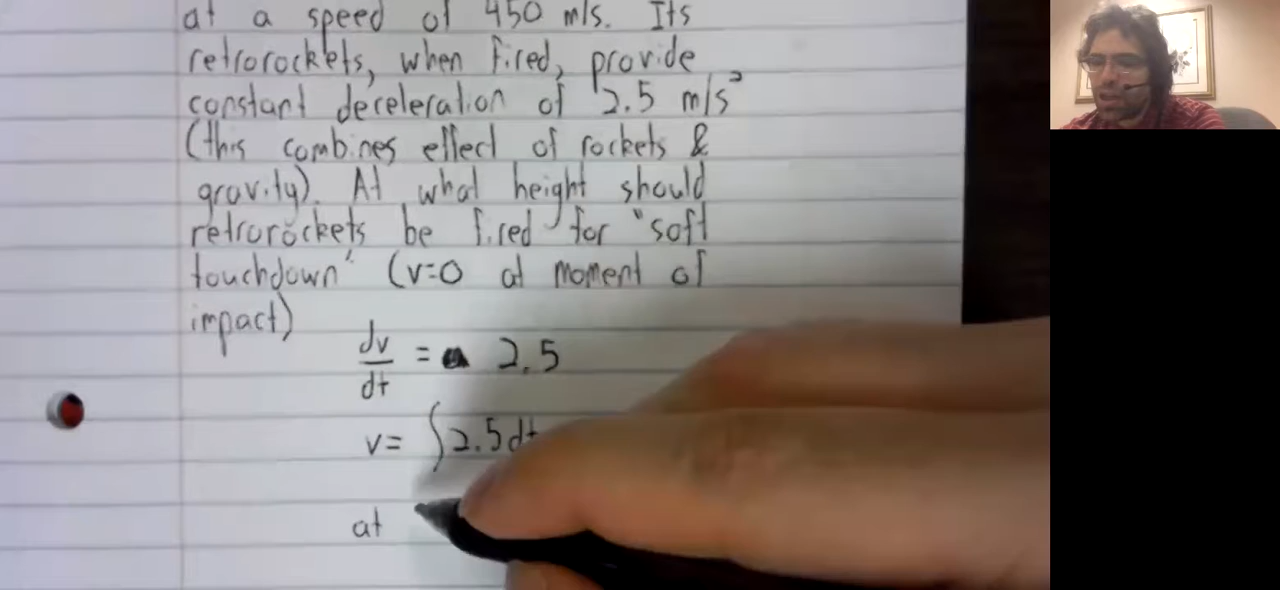 at a speed of 450 m/s. Its
retrorockets, when fired, provide
constant deceleration of 2.5 m/s²
(this combines effect of rockets &
gravity). At what height should
retrorockets be fired for "soft
touchdown" (v=0 at moment of
impact)
dv/dt = 2.5
v= ∫2.5dt
at